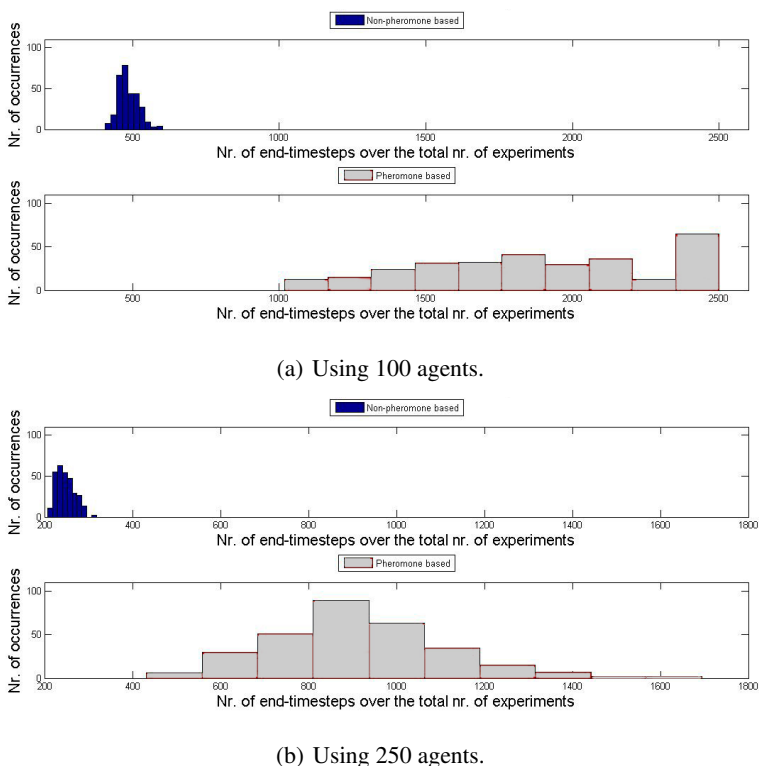 Non-pheromone based
Nr. of occurrences
100
50
0
500
1000
1500
2000
2500
Nr. of end-timesteps over the total nr. of experiments
Pheromone based
Nr. of occurrences
100
50
0
500
1000
1500
2000
2500
Nr. of end-timesteps over the total nr. of experiments
(a) Using 100 agents.
Non-pheromone based
Nr. of occurrences
100
50
0
200
400
600
800
1000
1200
1400
1600
1800
Nr. of end-timesteps over the total nr. of experiments
Pheromone based
Nr. of occurrences
100
50
0
200
400
600
800
1000
1200
1400
1600
1800
Nr. of end-timesteps over the total nr. of experiments
(b) Using 250 agents.